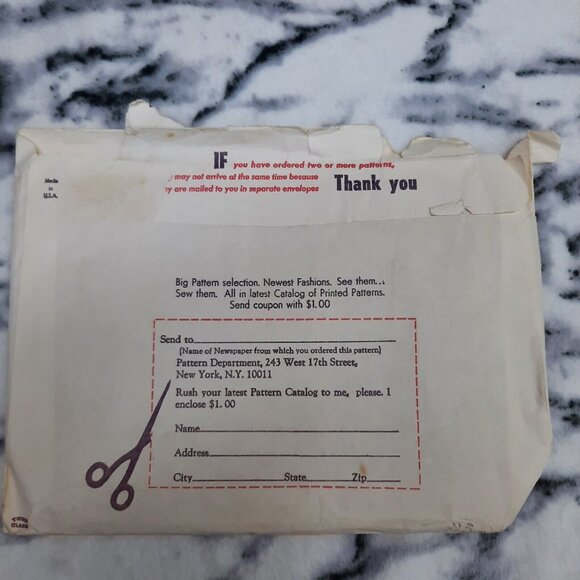 IF you have ordered two or more patterns,
may not arrive at the same time because
are mailed to you in separate envelopes
Thank you
Made
in
U.S.A.
Big Pattern selection. Newest Fashions. See them...
Sew them. All in latest Catalog of Printed Patterns.
Send coupon with $1.00
Send to
(Name of Newspaper from which you ordered this pattern)
Pattern Department, 243 West 17th Street,
New York, N.Y. 10011
Rush your latest Pattern Catalog to me, please. I
enclose $1.00
Name
Address
City State Zip
THIRD
CLASS